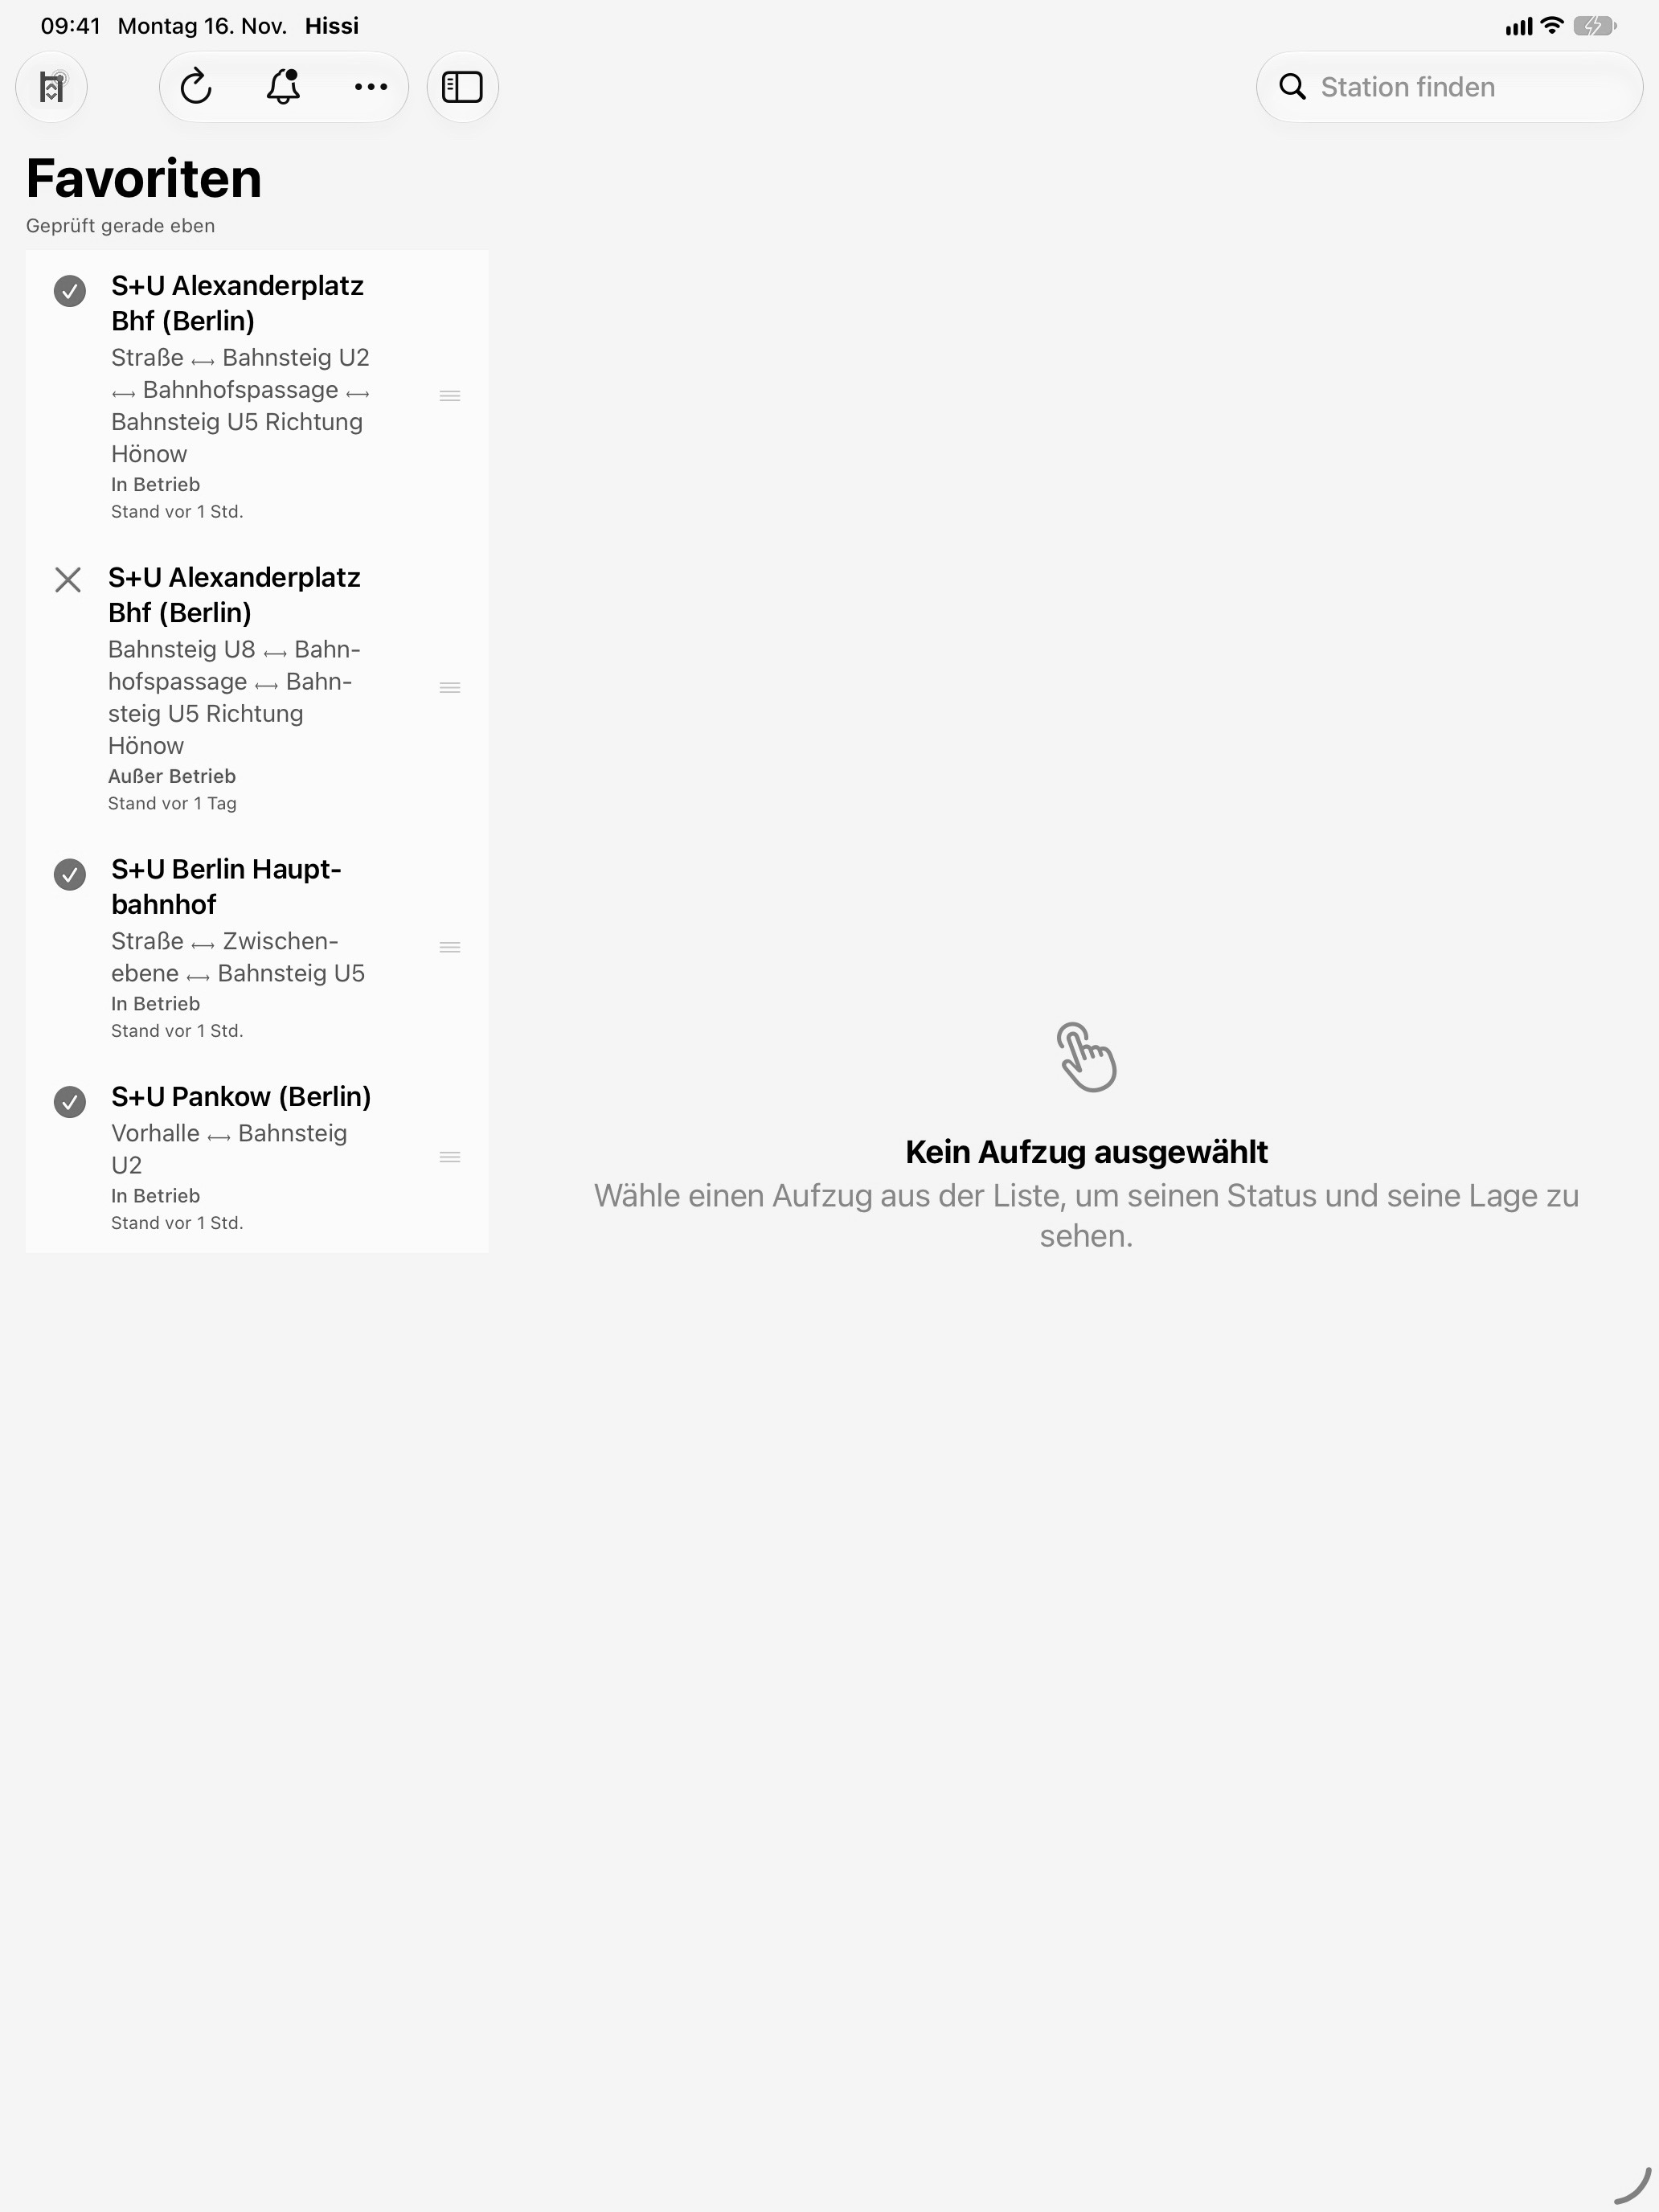 09:41 Montag 16. Nov. Hissi
Station finden
Favoriten
Geprüft gerade eben
S+U Alexanderplatz
Bhf (Berlin)
Straße ⟷ Bahnsteig U2
⟷ Bahnhofspassage ⟷
Bahnsteig U5 Richtung
Hönow
In Betrieb
Stand vor 1 Std.
S+U Alexanderplatz
Bhf (Berlin)
Bahnsteig U8 ⟷ Bahn-
hofspassage ⟷ Bahn-
steig U5 Richtung
Hönow
Außer Betrieb
Stand vor 1 Tag
S+U Berlin Haupt-
bahnhof
Straße ⟷ Zwischen-
ebene ⟷ Bahnsteig U5
In Betrieb
Stand vor 1 Std.
S+U Pankow (Berlin)
Vorhalle ⟷ Bahnsteig
U2
In Betrieb
Stand vor 1 Std.
Kein Aufzug ausgewählt
Wähle einen Aufzug aus der Liste, um seinen Status und seine Lage zu
sehen.